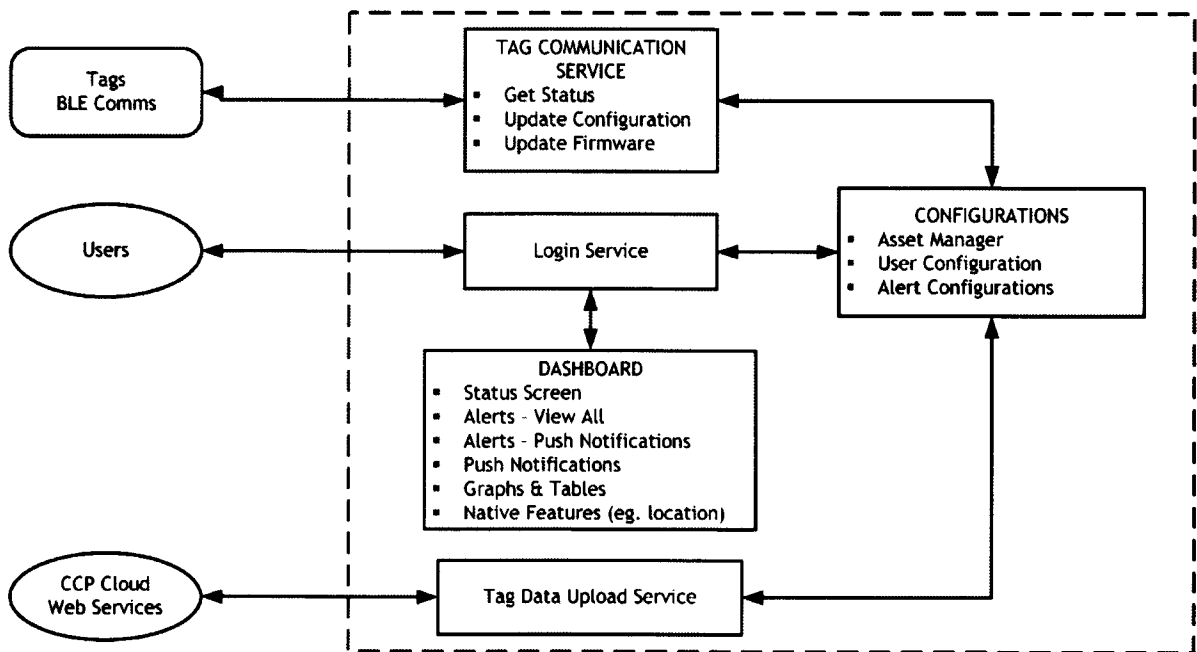 TAG COMMUNICATION
SERVICE
▪ Get Status
▪ Update Configuration
▪ Update Firmware
Tags
BLE Comms
CONFIGURATIONS
▪ Asset Manager
▪ User Configuration
▪ Alert Configurations
Users
Login Service
DASHBOARD
▪ Status Screen
▪ Alerts - View All
▪ Alerts - Push Notifications
▪ Push Notifications
▪ Graphs & Tables
▪ Native Features (eg. location)
CCP Cloud
Web Services
Tag Data Upload Service